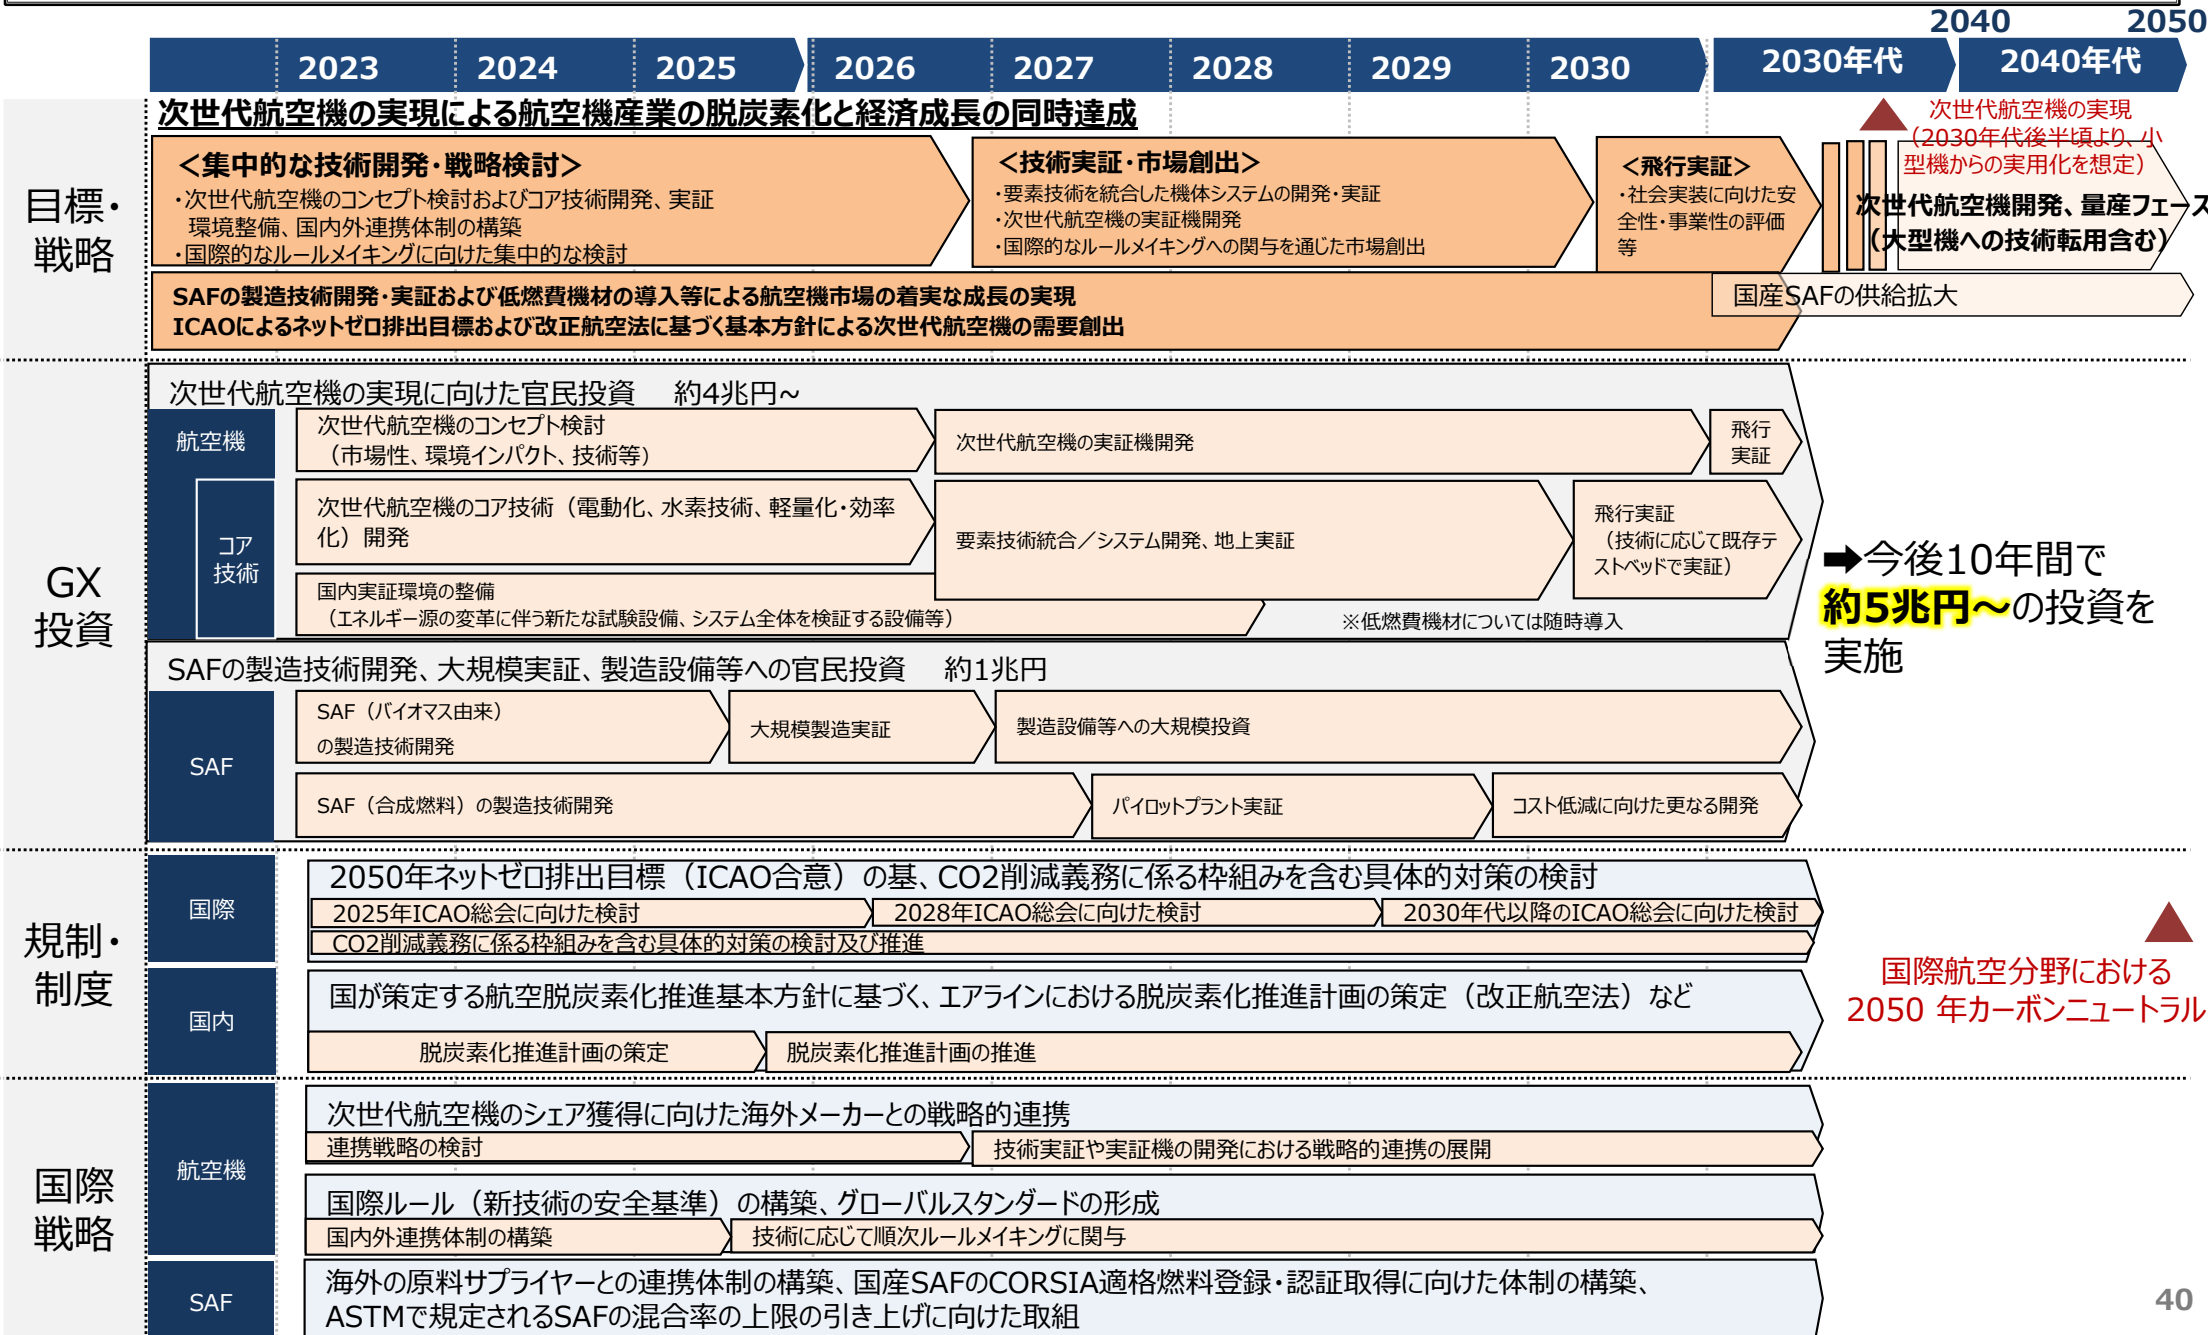 2040
2050
2023
2024
2025
2026
2027
2028
2029
2030
2030年代
2040年代
目標・
戦略
次世代航空機の実現による航空機産業の脱炭素化と経済成長の同時達成
＜集中的な技術開発・戦略検討＞
・次世代航空機のコンセプト検討およびコア技術開発、実証
環境整備、国内外連携体制の構築
・国際的なルールメイキングに向けた集中的な検討
＜技術実証・市場創出＞
・要素技術を統合した機体システムの開発・実証
・次世代航空機の実証機開発
・国際的なルールメイキングへの関与を通じた市場創出
＜飛行実証＞
・社会実装に向けた安
全性・事業性の評価
等
次世代航空機の実現
（2030年代後半頃より、小
型機からの実用化を想定）
次世代航空機開発、量産フェーズ
（大型機への技術転用含む）
SAFの製造技術開発・実証および低燃費機材の導入等による航空機市場の着実な成長の実現
ICAOによるネットゼロ排出目標および改正航空法に基づく基本方針による次世代航空機の需要創出
国産SAFの供給拡大
GX
投資
次世代航空機の実現に向けた官民投資　約4兆円~
航空機
次世代航空機のコンセプト検討
（市場性、環境インパクト、技術等）
次世代航空機の実証機開発
飛行
実証
コア
技術
次世代航空機のコア技術（電動化、水素技術、軽量化・効率
化）開発
要素技術統合／システム開発、地上実証
飛行実証
（技術に応じて既存テ
ストベッドで実証）
国内実証環境の整備
（エネルギー源の変革に伴う新たな試験設備、システム全体を検証する設備等）
※低燃費機材については随時導入
➡今後10年間で
約5兆円～の投資を
実施
SAFの製造技術開発、大規模実証、製造設備等への官民投資　約1兆円
SAF
SAF（バイオマス由来）
の製造技術開発
大規模製造実証
製造設備等への大規模投資
SAF（合成燃料）の製造技術開発
パイロットプラント実証
コスト低減に向けた更なる開発
規制・
制度
国際
2050年ネットゼロ排出目標（ICAO合意）の基、CO2削減義務に係る枠組みを含む具体的対策の検討
2025年ICAO総会に向けた検討
2028年ICAO総会に向けた検討
2030年代以降のICAO総会に向けた検討
CO2削減義務に係る枠組みを含む具体的対策の検討及び推進
国内
国が策定する航空脱炭素化推進基本方針に基づく、エアラインにおける脱炭素化推進計画の策定（改正航空法）など
脱炭素化推進計画の策定
脱炭素化推進計画の推進
国際航空分野における
2050 年カーボンニュートラル
国際
戦略
航空機
次世代航空機のシェア獲得に向けた海外メーカーとの戦略的連携
連携戦略の検討
技術実証や実証機の開発における戦略的連携の展開
国際ルール（新技術の安全基準）の構築、グローバルスタンダードの形成
国内外連携体制の構築
技術に応じて順次ルールメイキングに関与
SAF
海外の原料サプライヤーとの連携体制の構築、国産SAFのCORSIA適格燃料登録・認証取得に向けた体制の構築、
ASTMで規定されるSAFの混合率の上限の引き上げに向けた取組
40